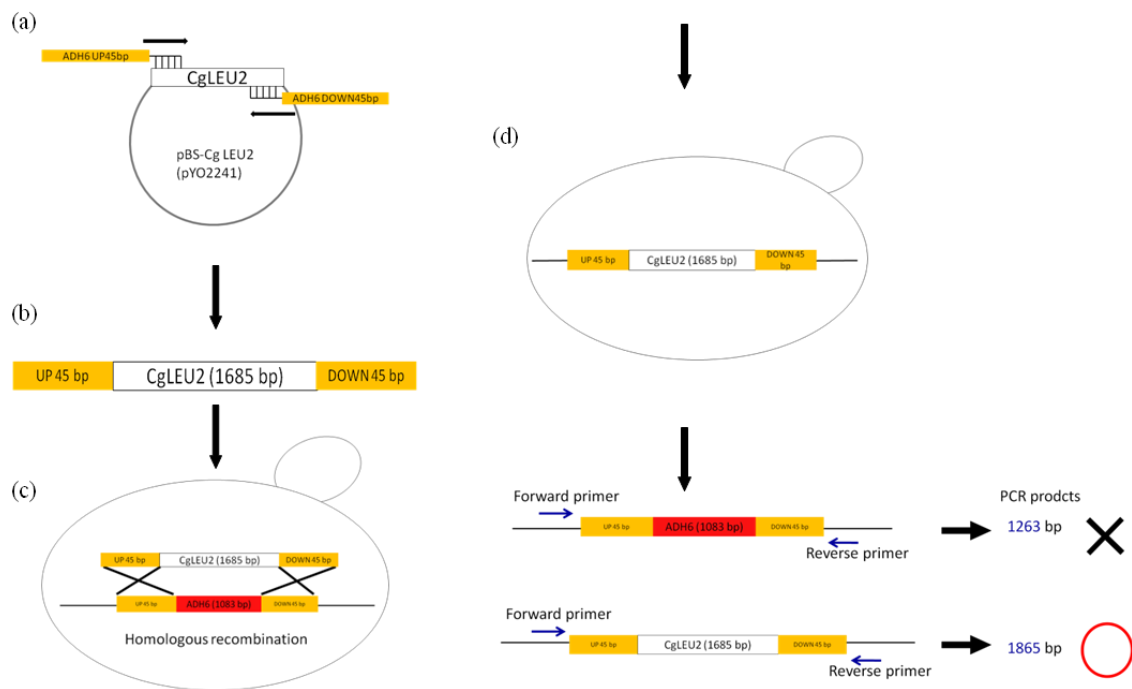 (a)
ADH6 UP45bp
CgLEU2
ADH6 DOWN45bp
pBS-Cg LEU2
(pYO2241)
(b)
UP 45 bp
CgLEU2 (1685 bp)
DOWN 45 bp
(c)
UP 45 bp
CgLEU2 (1685 bp)
DOWN 45 bp
UP 45 bp
ADH6 (1083 bp)
DOWN 45 bp
Homologous recombination
(d)
UP 45 bp
CgLEU2 (1685 bp)
DOWN 45
bp
Forward primer
UP 45 bp
ADH6 (1083 bp)
DOWN 45 bp
Reverse primer
PCR prodcts
1263 bp
Forward primer
UP 45 bp
CgLEU2 (1685 bp)
DOWN 45 bp
Reverse primer
1865 bp